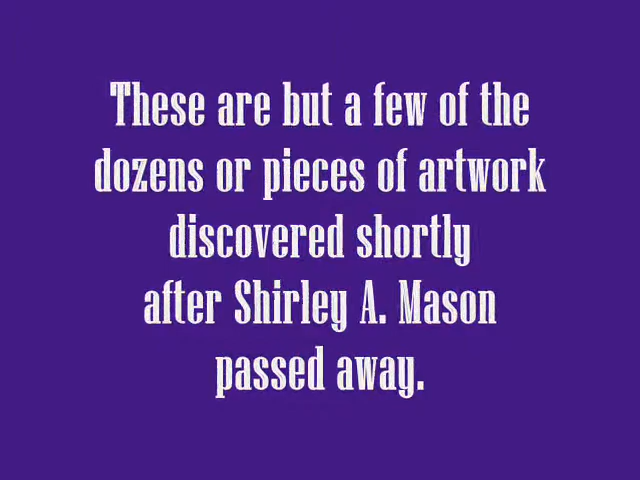 These are but a few of the
dozens or pieces of artwork
discovered shortly
after Shirley A. Mason
passed away.